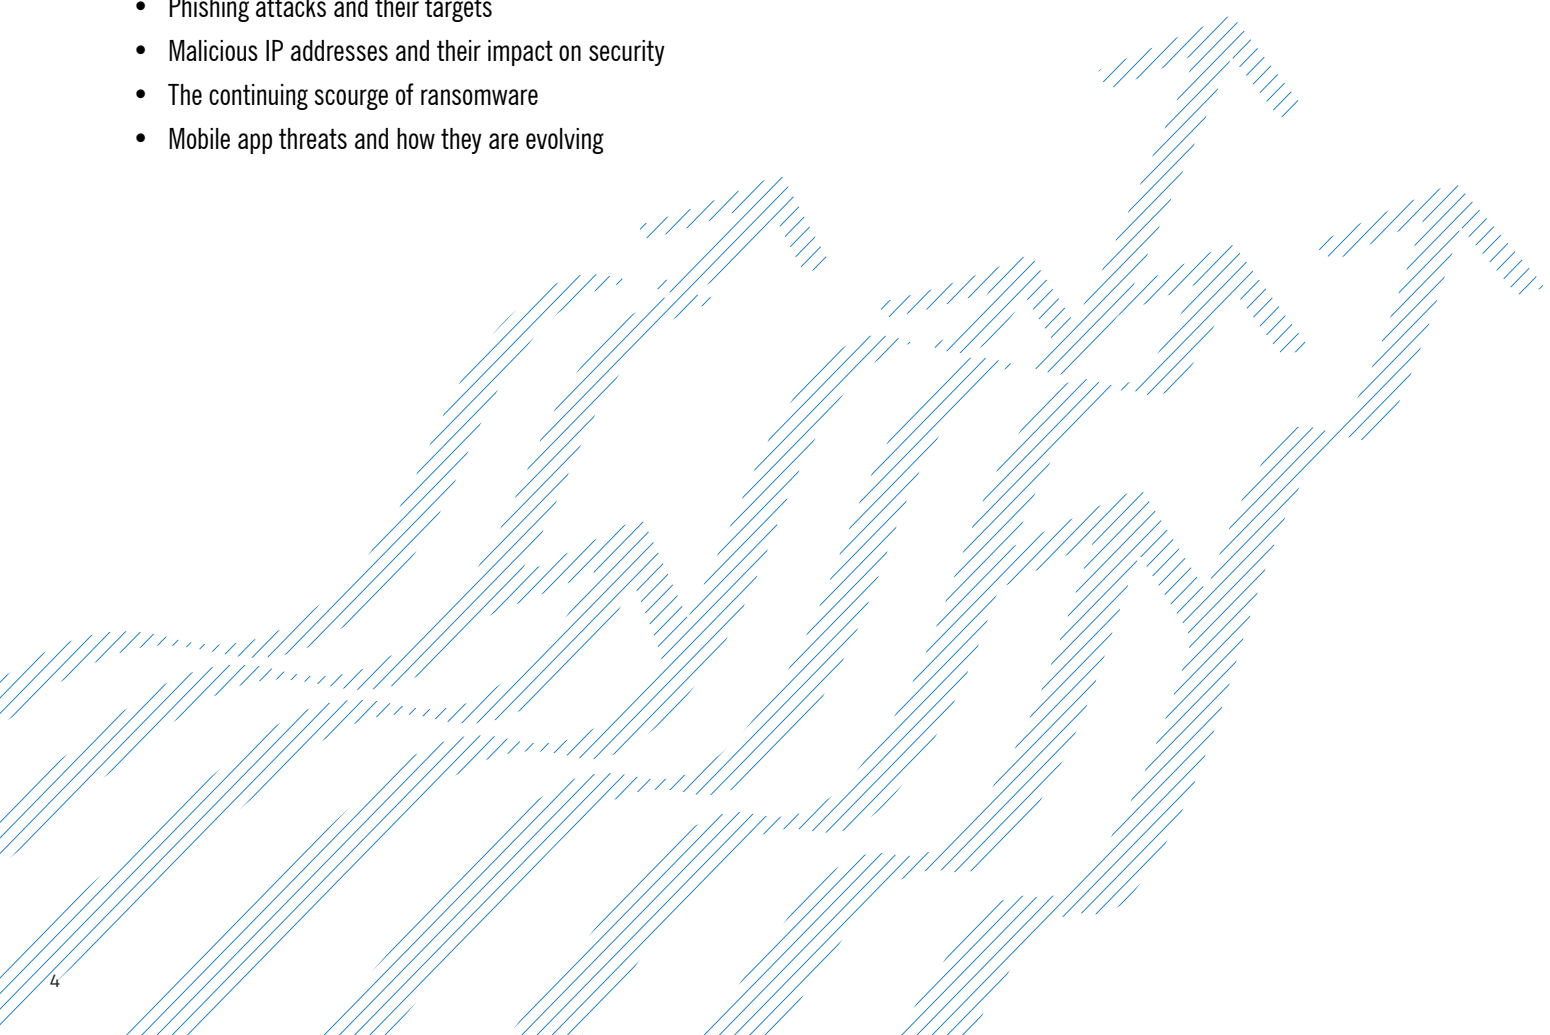 • Phishing attacks and their targets
• Malicious IP addresses and their impact on security
• The continuing scourge of ransomware
• Mobile app threats and how they are evolving
4